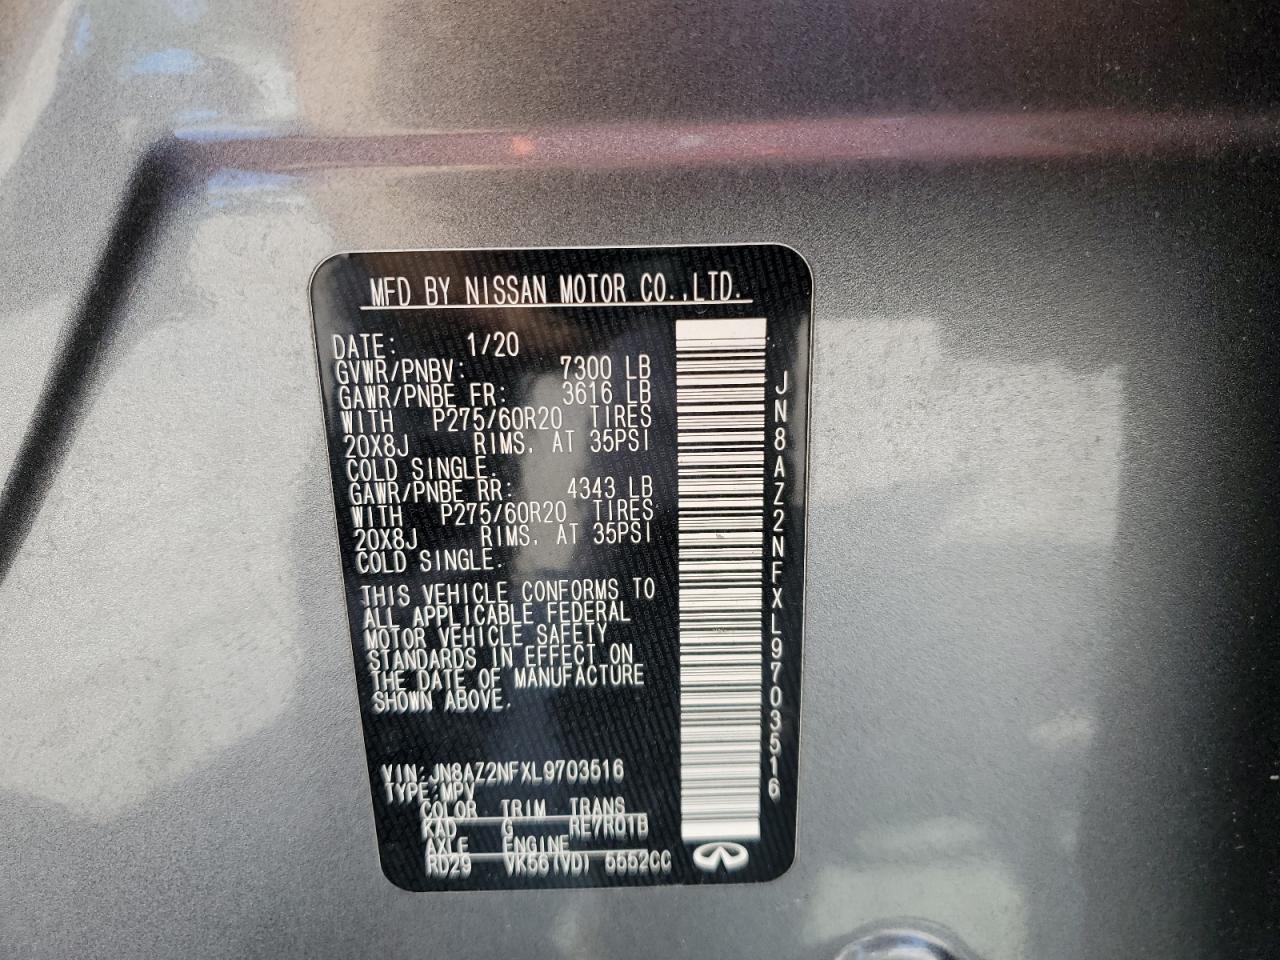 MFD BY NISSAN MOTOR CO.,LTD.
DATE: 1/20
GVWR/PNBV: 7300 LB
GAWR/PNBE FR: 3616 LB
WITH P275/60R20 TIRES
20X8J RIMS, AT 35PSI
COLD SINGLE.
GAWR/PNBE RR: 4343 LB
WITH P275/60R20 TIRES
20X8J RIMS, AT 35PSI
COLD SINGLE.
THIS VEHICLE CONFORMS TO
ALL APPLICABLE FEDERAL
MOTOR VEHICLE SAFETY
STANDARDS IN EFFECT ON
THE DATE OF MANUFACTURE
SHOWN ABOVE.
VIN:JN8AZ2NFXL9703516
TYPE:MPV
COLOR TRIM TRANS
KAD G RE7R01B
AXLE ENGINE
RD29 VK56(VD) 5552CC
JN8AZ2NFXL9703516